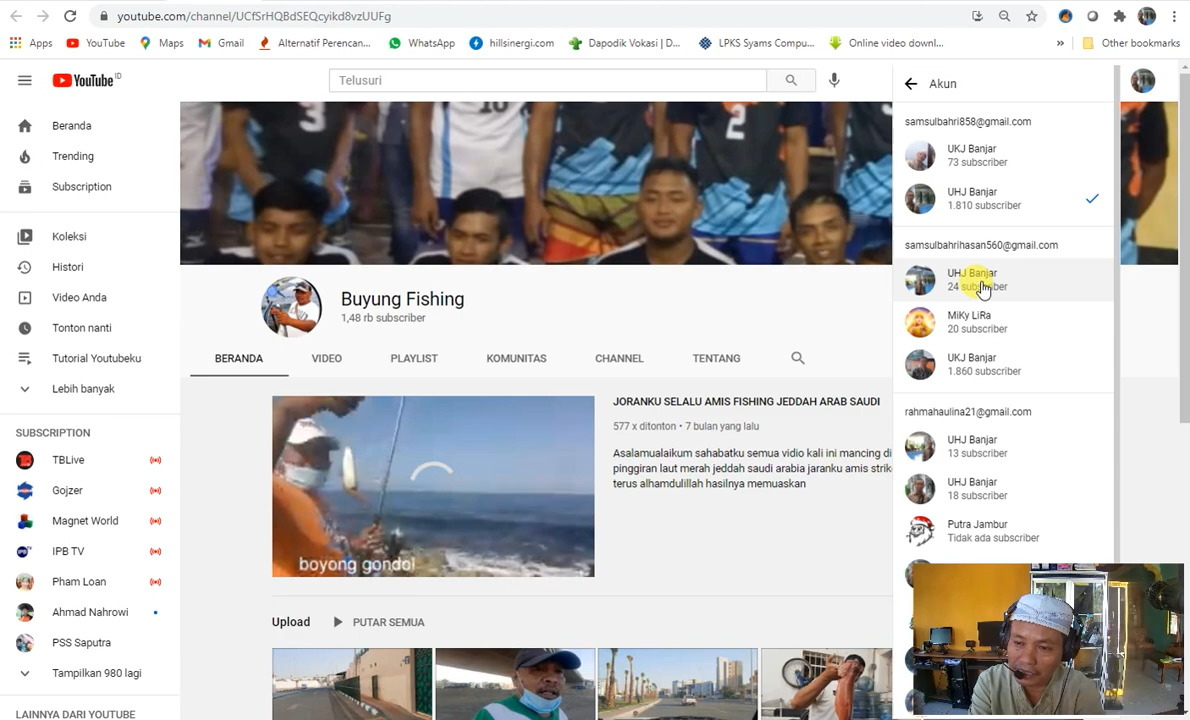 youtube.com/channel/UCfSrHQBdSEQcyikd8vzUUFg
Apps
YouTube
Maps
Gmail
Alternatif Perencan...
WhatsApp
hillsinergi.com
Dapodik Vokasi | D...
LPKS Syams Compu...
Online video downl...
»
Other bookmarks
YouTube ID
Telusuri
Beranda
Trending
Subscription
Koleksi
Histori
Video Anda
Tonton nanti
Tutorial Youtubeku
Lebih banyak
SUBSCRIPTION
TBLive
Gojzer
Magnet World
IPB TV
Pham Loan
Ahmad Nahrowi
PSS Saputra
Tampilkan 980 lagi
LAINNYA DARI YOUTUBE
3
Buyung Fishing
1,48 rb subscriber
BERANDA
VIDEO
PLAYLIST
KOMUNITAS
CHANNEL
TENTANG
boyong gondol
JORANKU SELALU AMIS FISHING JEDDAH ARAB SAUDI
577 x ditonton • 7 bulan yang lalu
Asalamualaikum sahabatku semua vidio kali ini mancing di
pinggiran laut merah jeddah saudi arabia jaranku amis strike
terus alhamdulillah hasilnya memuaskan
Upload
PUTAR SEMUA
Akun
samsulbahri858@gmail.com
UKJ Banjar
73 subscriber
UHJ Banjar
1.810 subscriber
samsulbahrihasan560@gmail.com
UHJ Banjar
24 subscriber
MiKy LiRa
20 subscriber
UKJ Banjar
1.860 subscriber
rahmahaulina21@gmail.com
UHJ Banjar
13 subscriber
UHJ Banjar
18 subscriber
Putra Jambur
Tidak ada subscriber